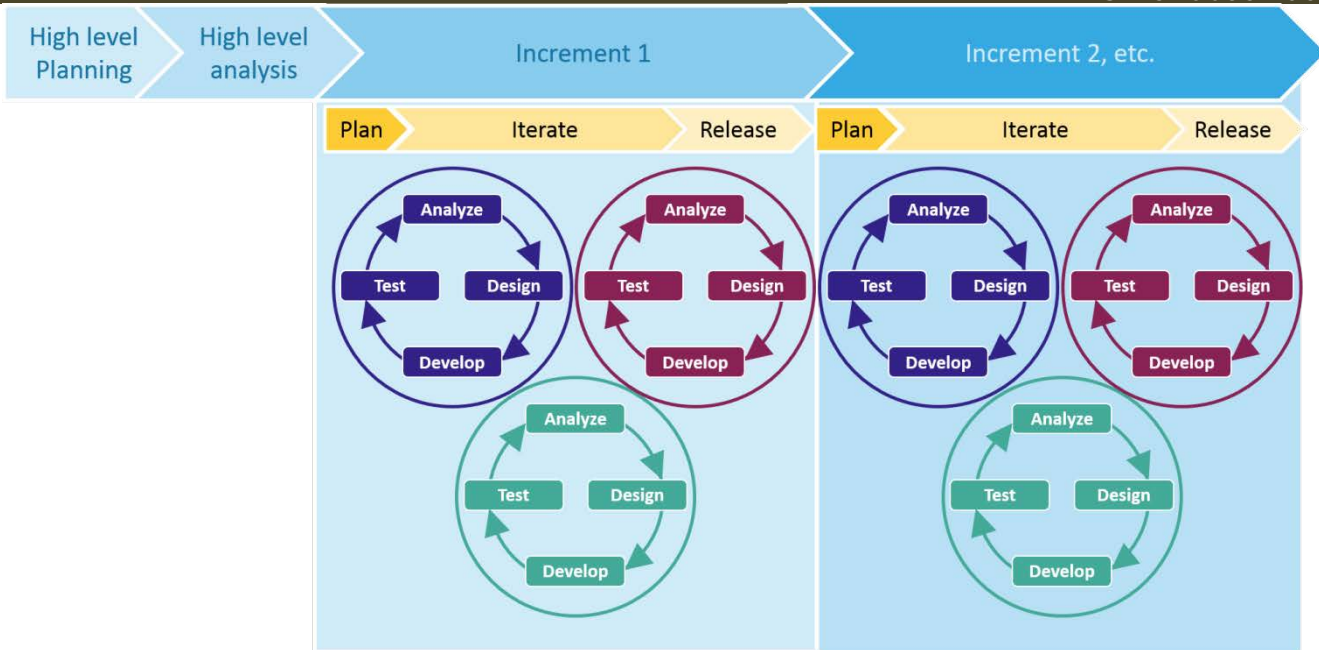 High level
Planning
High level
analysis
Increment 1
Increment 2, etc.
Plan
Iterate
Release
Plan
Iterate
Release
Analyze
Test
Design
Develop
Analyze
Test
Design
Develop
Analyze
Test
Design
Develop
Analyze
Test
Design
Develop
Analyze
Test
Design
Develop
Analyze
Test
Design
Develop